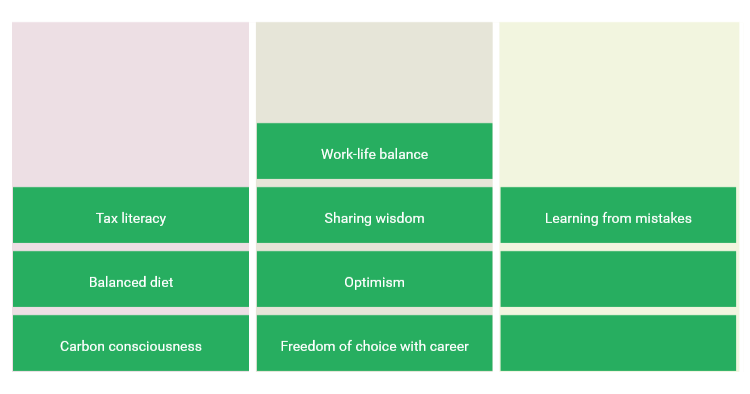 Work-life balance
Tax literacy
Sharing wisdom
Learning from mistakes
Balanced diet
Optimism
Carbon consciousness
Freedom of choice with career